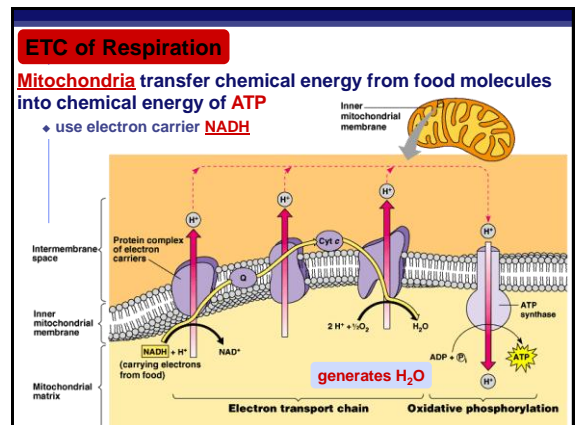 ETC of Respiration
Mitochondria transfer chemical energy from food molecules
into chemical energy of ATP
◆ use electron carrier NADH
Inner
mitochondrial
membrane
H⁺
H⁺
H⁺
H⁺
Intermembrane
space
Protein complex
of electron
carriers
Q
Cyt c
Inner
mitochondrial
membrane
ATP
synthase
2 H⁺ + ½O₂
H₂O
NADH + H⁺
NAD⁺
(carrying electrons
from food)
ADP + Pi
ATP
generates H₂O
H⁺
Mitochondrial
matrix
Electron transport chain
Oxidative phosphorylation